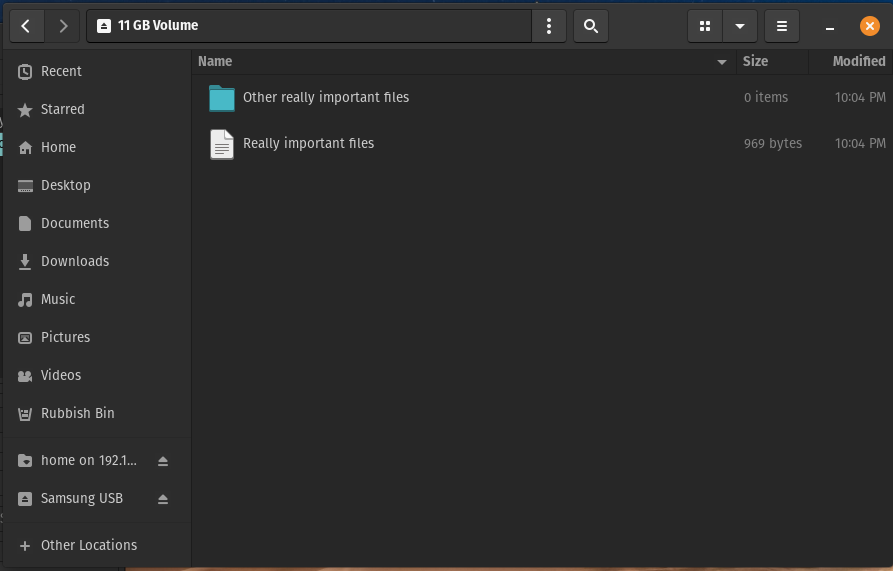 11 GB Volume
Name Size Modified
Recent
Starred
Home
Desktop
Documents
Downloads
Music
Pictures
Videos
Rubbish Bin
home on 192.1...
Samsung USB
Other Locations
Other really important files 0 items 10:04 PM
Really important files 969 bytes 10:04 PM